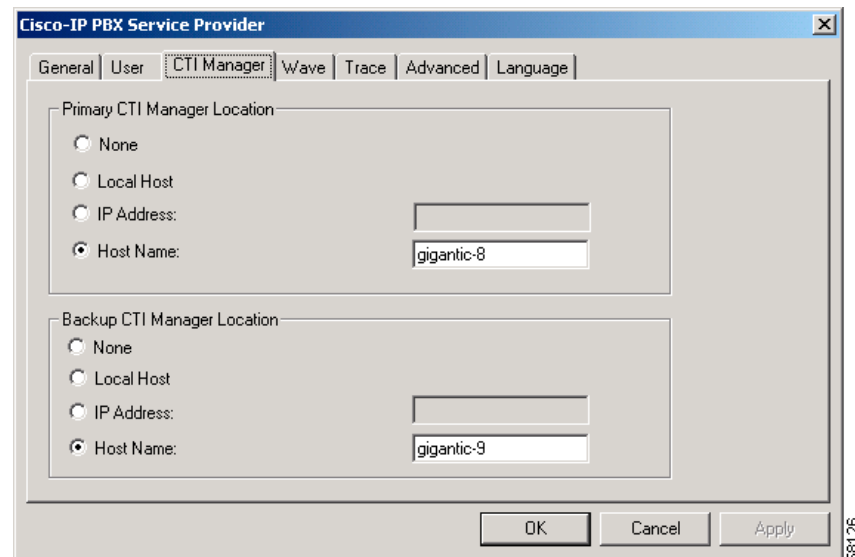 Cisco-IP PBX Service Provider
General User CTI Manager Wave Trace Advanced Language
Primary CTI Manager Location
None
Local Host
IP Address:
Host Name: gigantic-8
Backup CTI Manager Location
None
Local Host
IP Address:
Host Name: gigantic-9
OK Cancel Apply